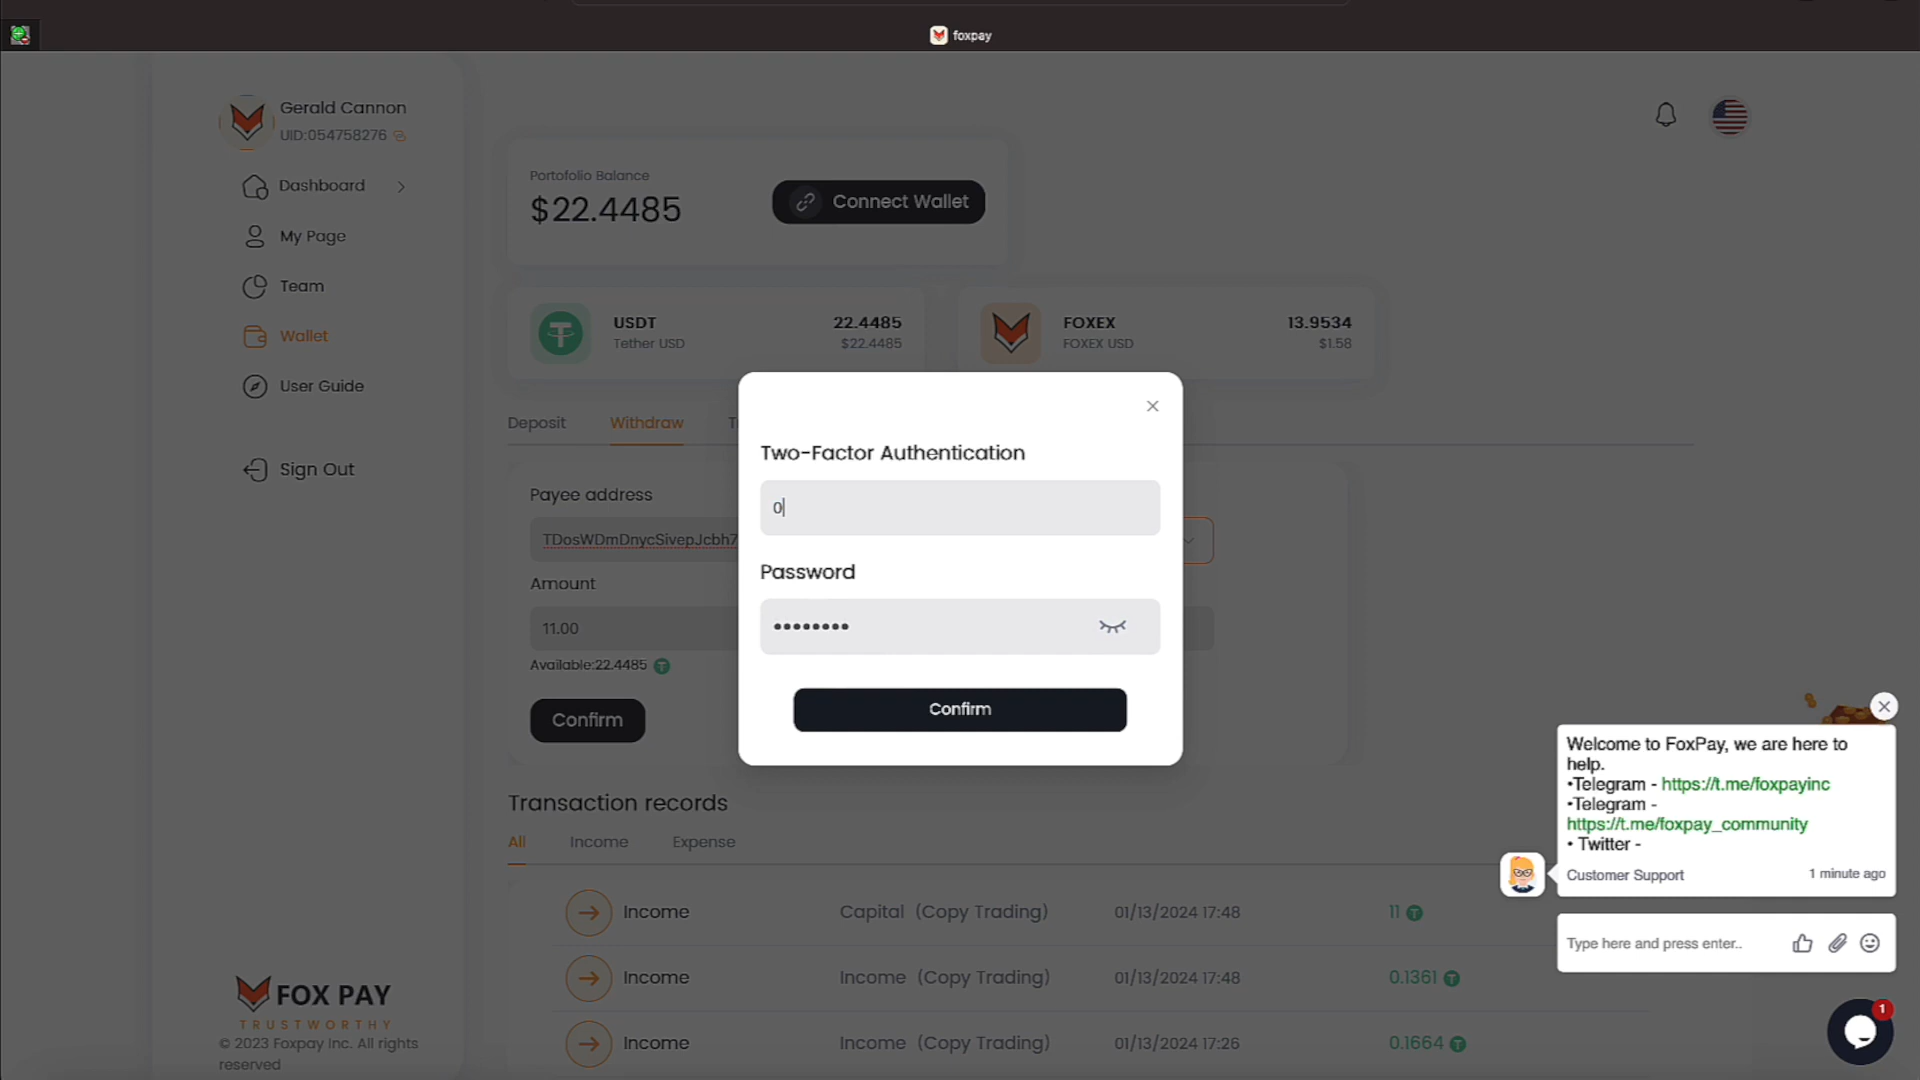 foxpay
Gerald Cannon
UID:054758276
Dashboard
My Page
Team
Wallet
User Guide
Sign Out
Portofolio Balance
$22.4485
Connect Wallet
USDT 22.4485
Tether USD $22.4485
FOXEX 13.9534
FOXEX USD $1.58
Deposit Withdraw
Payee address
TDosWDmDnycSivepJcbh7
Amount
11.00
Available:22.4485
Confirm
Two-Factor Authentication
0
Password
••••••••
Confirm
Transaction records
All Income Expense
Income Capital (Copy Trading) 01/13/2024 17:48 11
Income Income (Copy Trading) 01/13/2024 17:48 0.1361
Income Income (Copy Trading) 01/13/2024 17:26 0.1664
FOX PAY
TRUSTWORTHY
© 2023 Foxpay Inc. All rights
reserved
Welcome to FoxPay, we are here to
help.
•Telegram - https://t.me/foxpayinc
•Telegram -
https://t.me/foxpay_community
• Twitter -
Customer Support 1 minute ago
Type here and press enter..
1